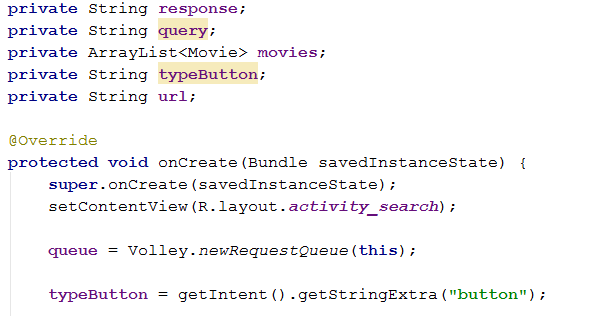 private String response;
private String query;
private ArrayList<Movie> movies;
private String typeButton;
private String url;
@Override
protected void onCreate(Bundle savedInstanceState) {
super.onCreate(savedInstanceState);
setContentView(R.layout.activity_search);
queue = Volley.newRequestQueue(this);
typeButton = getIntent().getStringExtra("button");